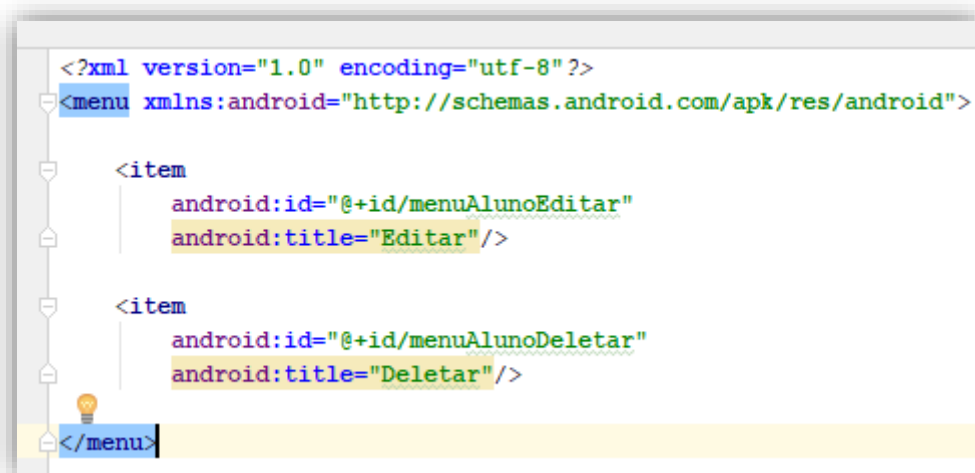 <?xml version="1.0" encoding="utf-8"?>
<menu xmlns:android="http://schemas.android.com/apk/res/android">
<item
android:id="@+id/menuAlunoEditar"
android:title="Editar"/>
<item
android:id="@+id/menuAlunoDeletar"
android:title="Deletar"/>
</menu>